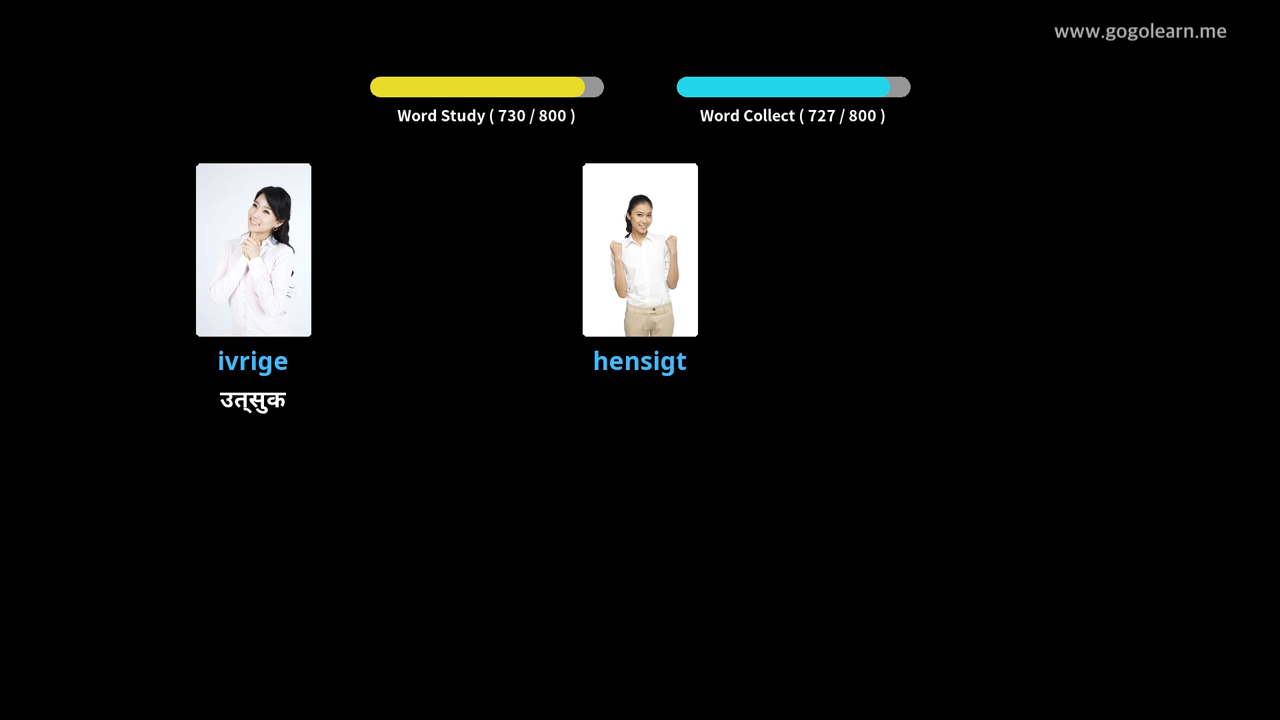 www.gogolearn.me
Word Study ( 730 / 800 )
Word Collect ( 727 / 800 )
ivrige
hensigt
उत्सुक